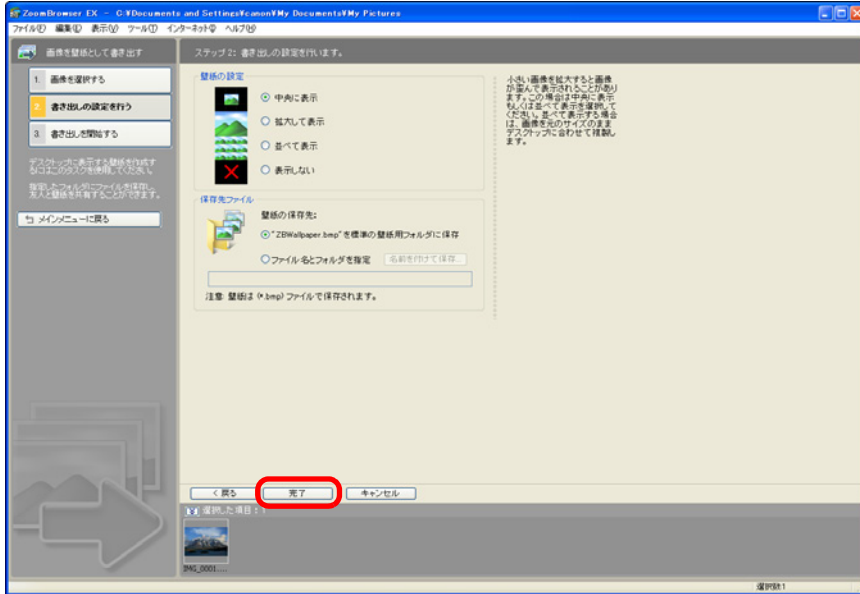 ZoomBrowser EX - C:¥Documents and Settings¥canon¥My Documents¥My Pictures
ファイル(F) 編集(E) 表示(V) ツール(T) インターネット(I) ヘルプ(H)
画像を壁紙として書き出す
ステップ2: 書き出しの設定を行います。
1. 画像を選択する
2. 書き出しの設定を行う
3. 書き出しを開始する
デスクトップに表示する壁紙を作成す
るにはこのタスクを使用してください。
指定したフォルダにファイルを保存し、
友人と壁紙を共有することができます。
メインメニューに戻る
壁紙の設定
中央に表示
拡大して表示
並べて表示
表示しない
保存先ファイル
壁紙の保存先:
"ZBWallpaper.bmp"を標準の壁紙用フォルダに保存
ファイル名とフォルダを指定 名前を付けて保存...
注意: 壁紙は (*.bmp) ファイルで保存されます。
小さい画像を拡大すると画像
が歪んで表示されることがあり
ます。この場合は中央に表示
もしくは並べて表示を選択して
ください。並べて表示する場合
は、画像を元のサイズのまま
デスクトップに合わせて複製し
ます。
< 戻る 完了 キャンセル
選択した項目: 1
IMG_0001....
選択数:1